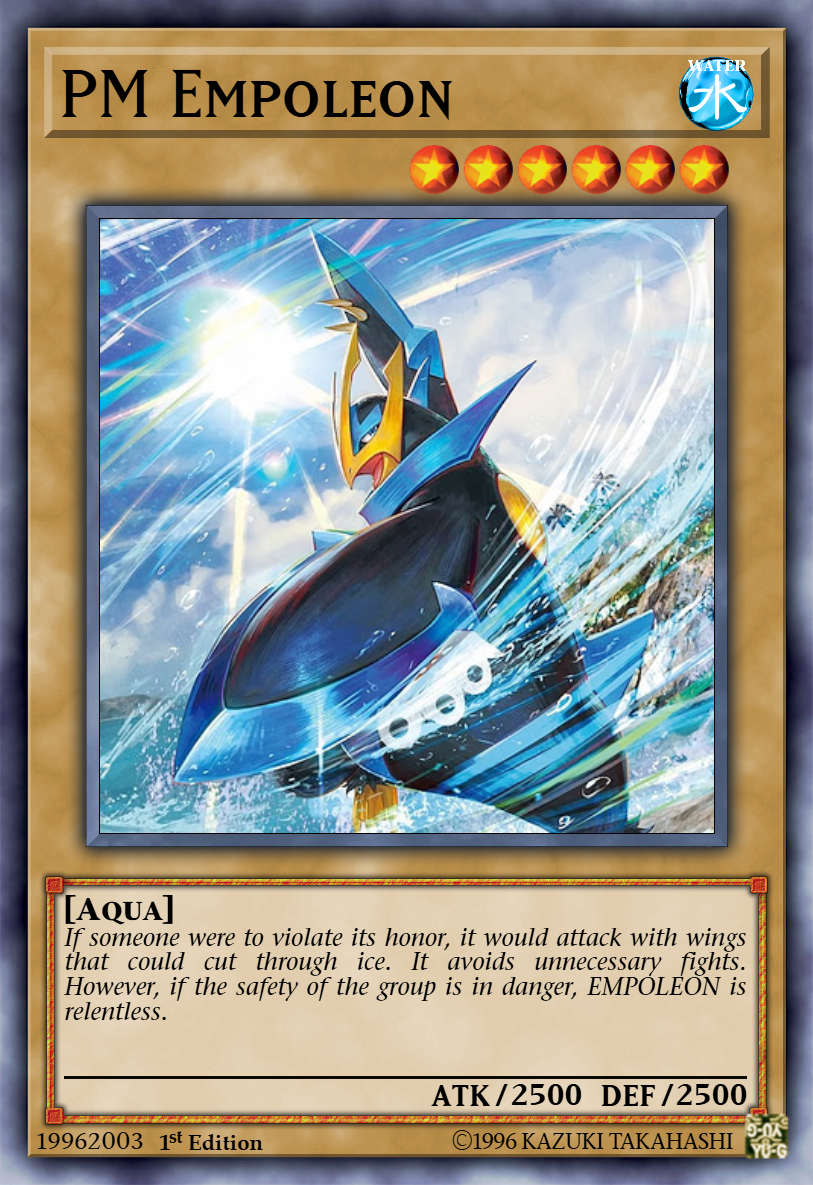 PM EMPOLEON
WATER
水
[AQUA]
If someone were to violate its honor, it would attack with wings
that could cut through ice. It avoids unnecessary fights.
However, if the safety of the group is in danger, EMPOLEON is
relentless.
ATK/2500 DEF/2500
19962003 1st Edition
©1996 KAZUKI TAKAHASHI